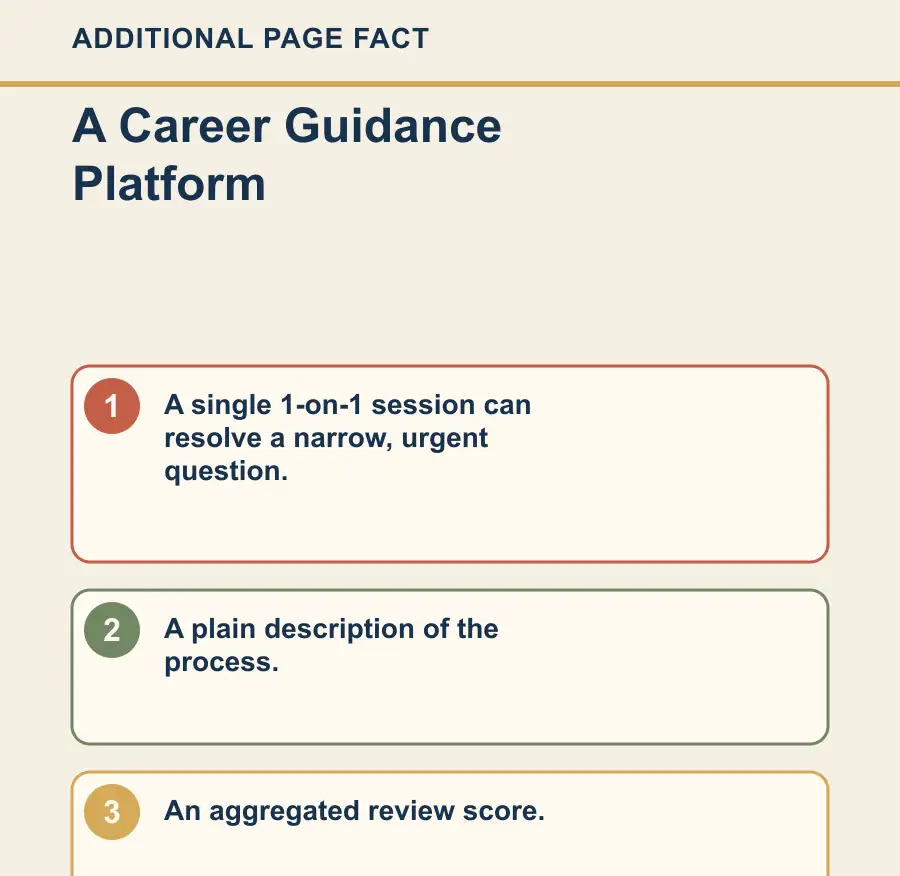 ADDITIONAL PAGE FACT
A Career Guidance
Platform
1
A single 1-on-1 session can
resolve a narrow, urgent
question.
2
A plain description of the
process.
3
An aggregated review score.